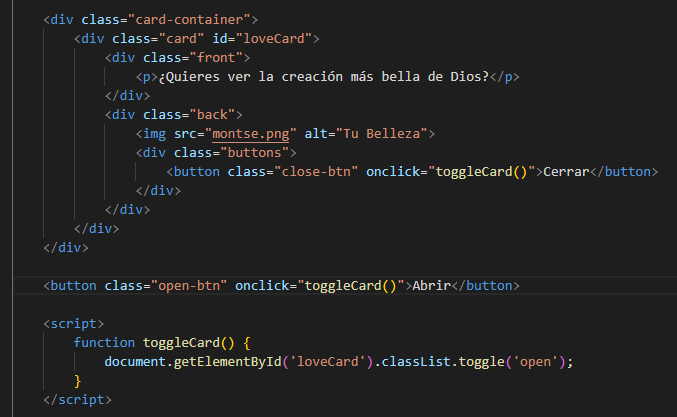 <div class="card-container">
<div class="card" id="loveCard">
<div class="front">
<p>¿Quieres ver la creación más bella de Dios?</p>
</div>
<div class="back">
<img src="montse.png" alt="Tu Belleza">
<div class="buttons">
<button class="close-btn" onclick="toggleCard()">Cerrar</button>
</div>
</div>
</div>
</div>
<button class="open-btn" onclick="toggleCard()">Abrir</button>
<script>
function toggleCard() {
document.getElementById('loveCard').classList.toggle('open');
}
</script>